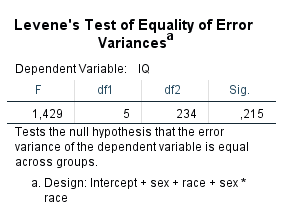 Levene's Test of Equality of Error
Variancesa
Dependent Variable: IQ
F df1 df2 Sig.
1,429 5 234 ,215
Tests the null hypothesis that the error
variance of the dependent variable is equal
across groups.
a. Design: Intercept + sex + race + sex *
race